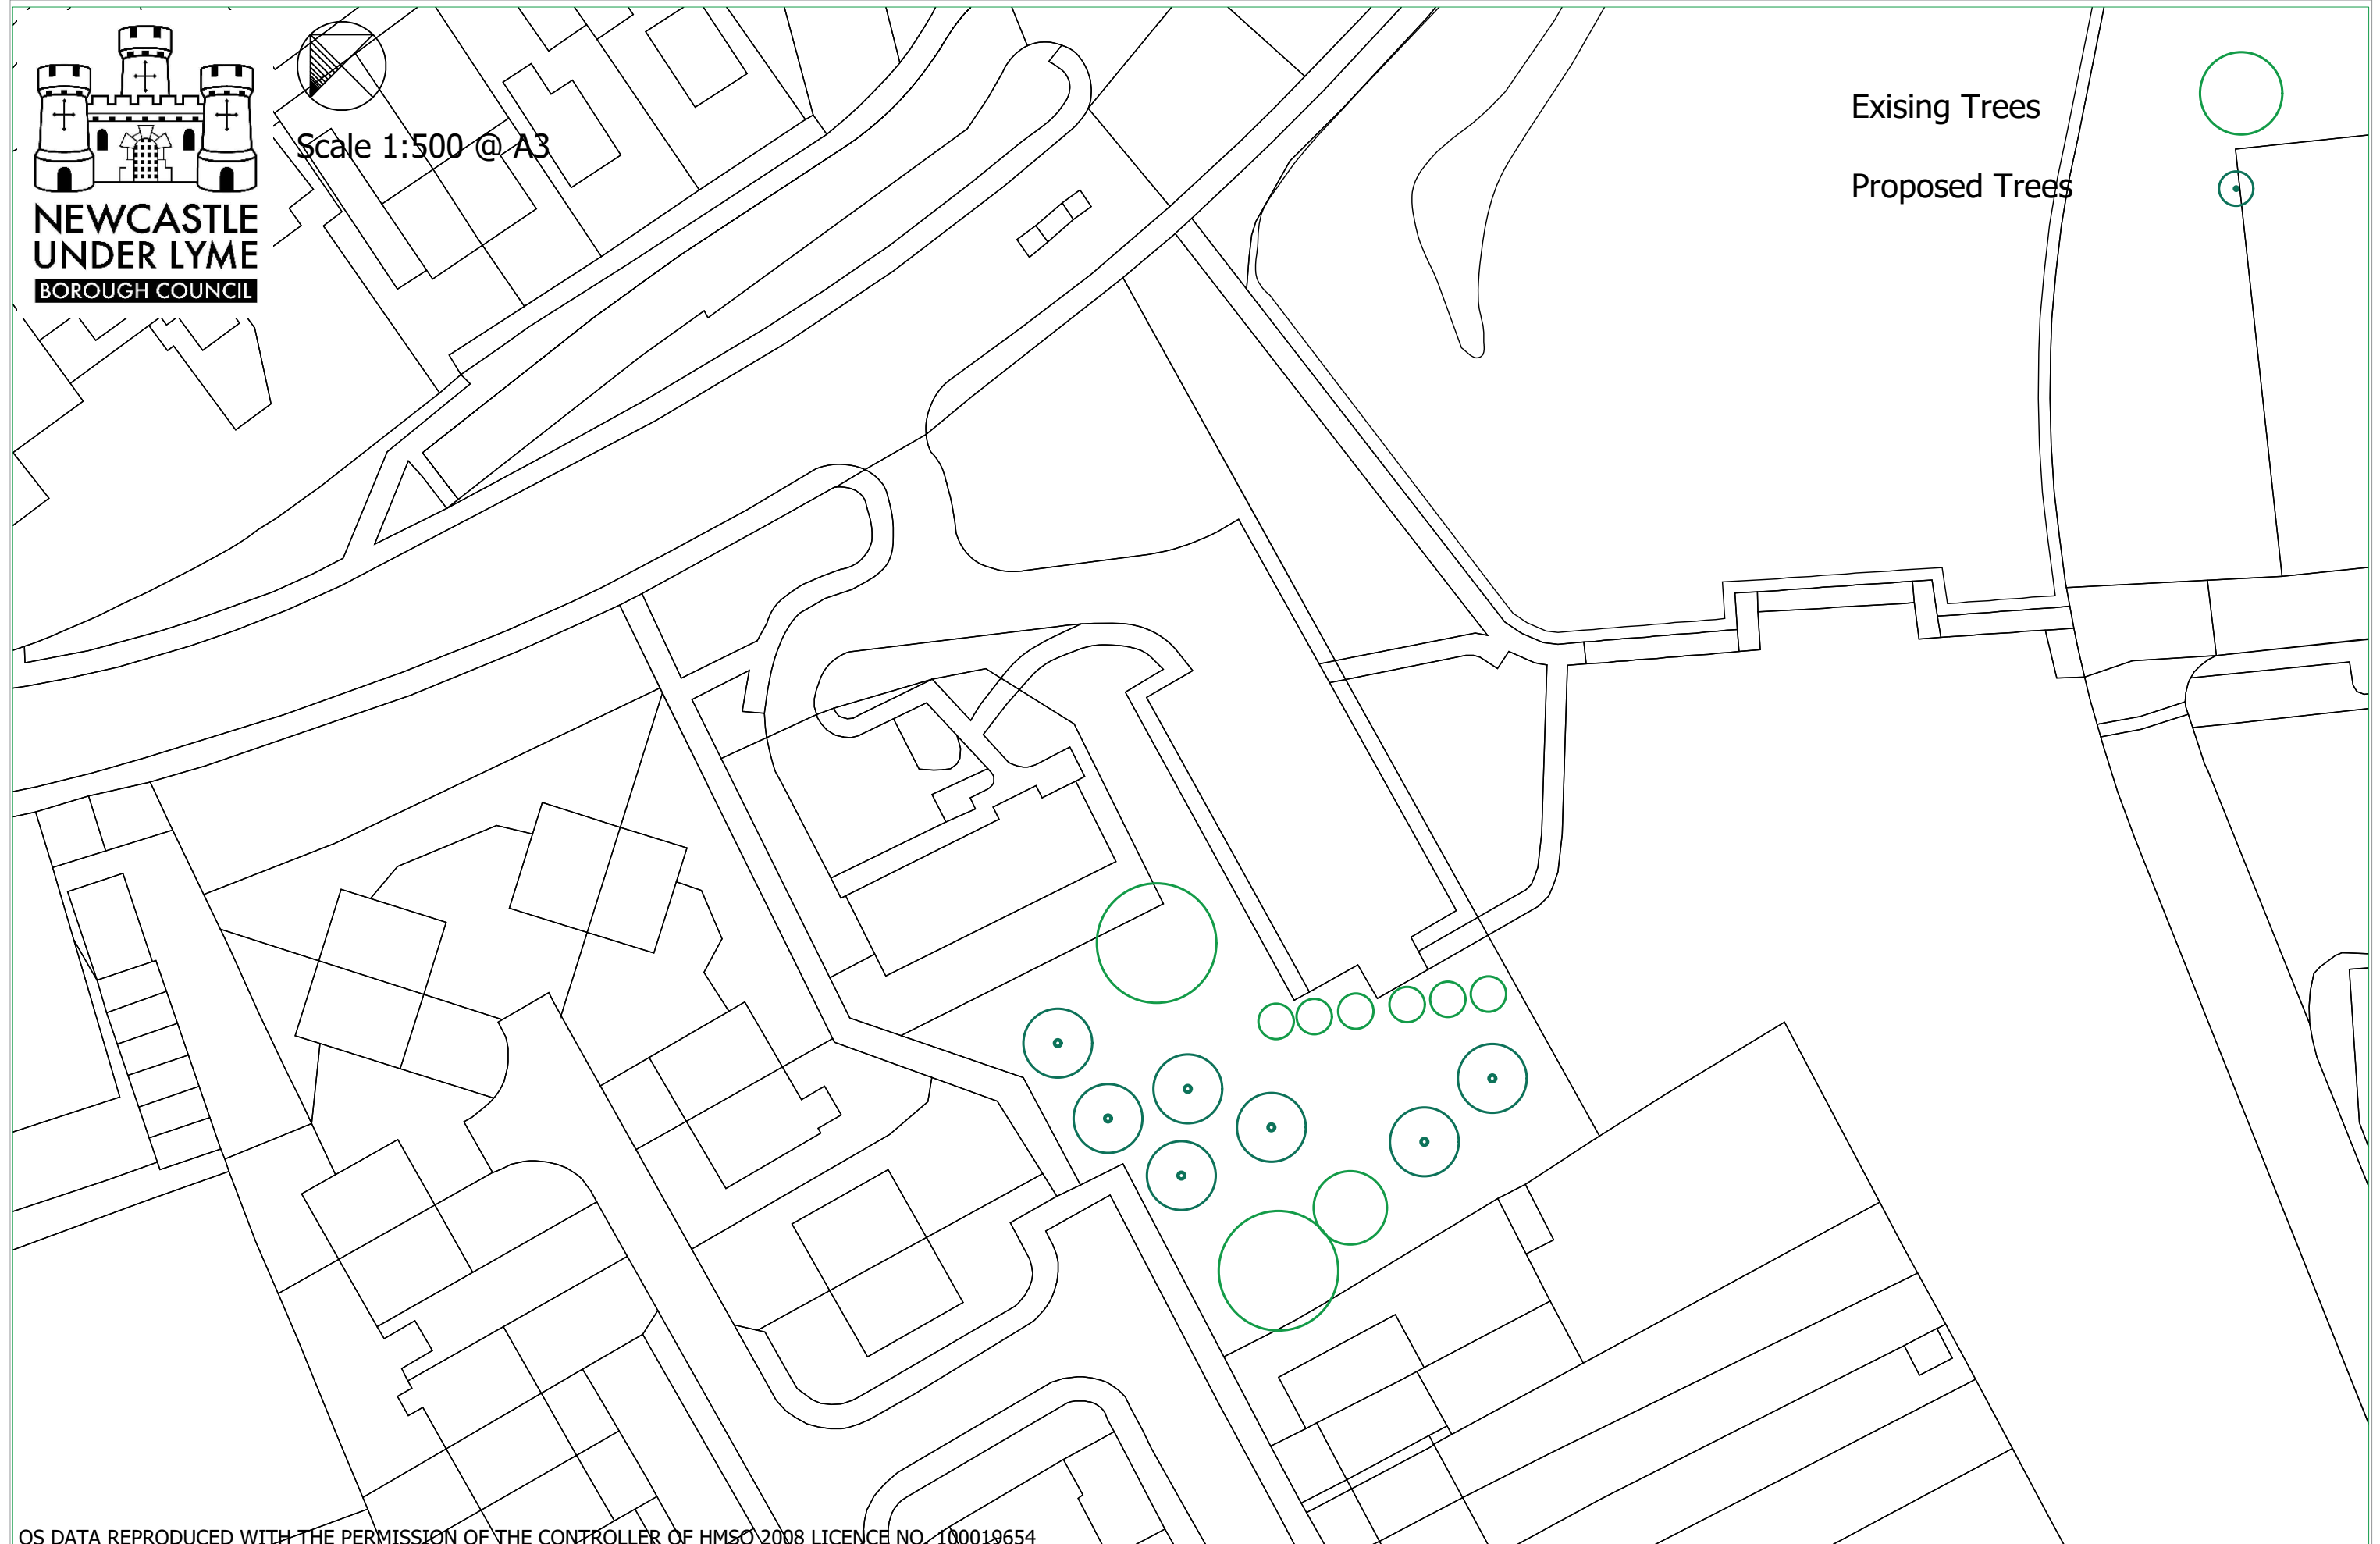 NEWCASTLE
UNDER LYME
BOROUGH COUNCIL
Scale 1:500 @ A3
Exising Trees
Proposed Trees
OS DATA REPRODUCED WITH THE PERMISSION OF THE CONTROLLER OF HMSO 2008 LICENCE NO. 100019654